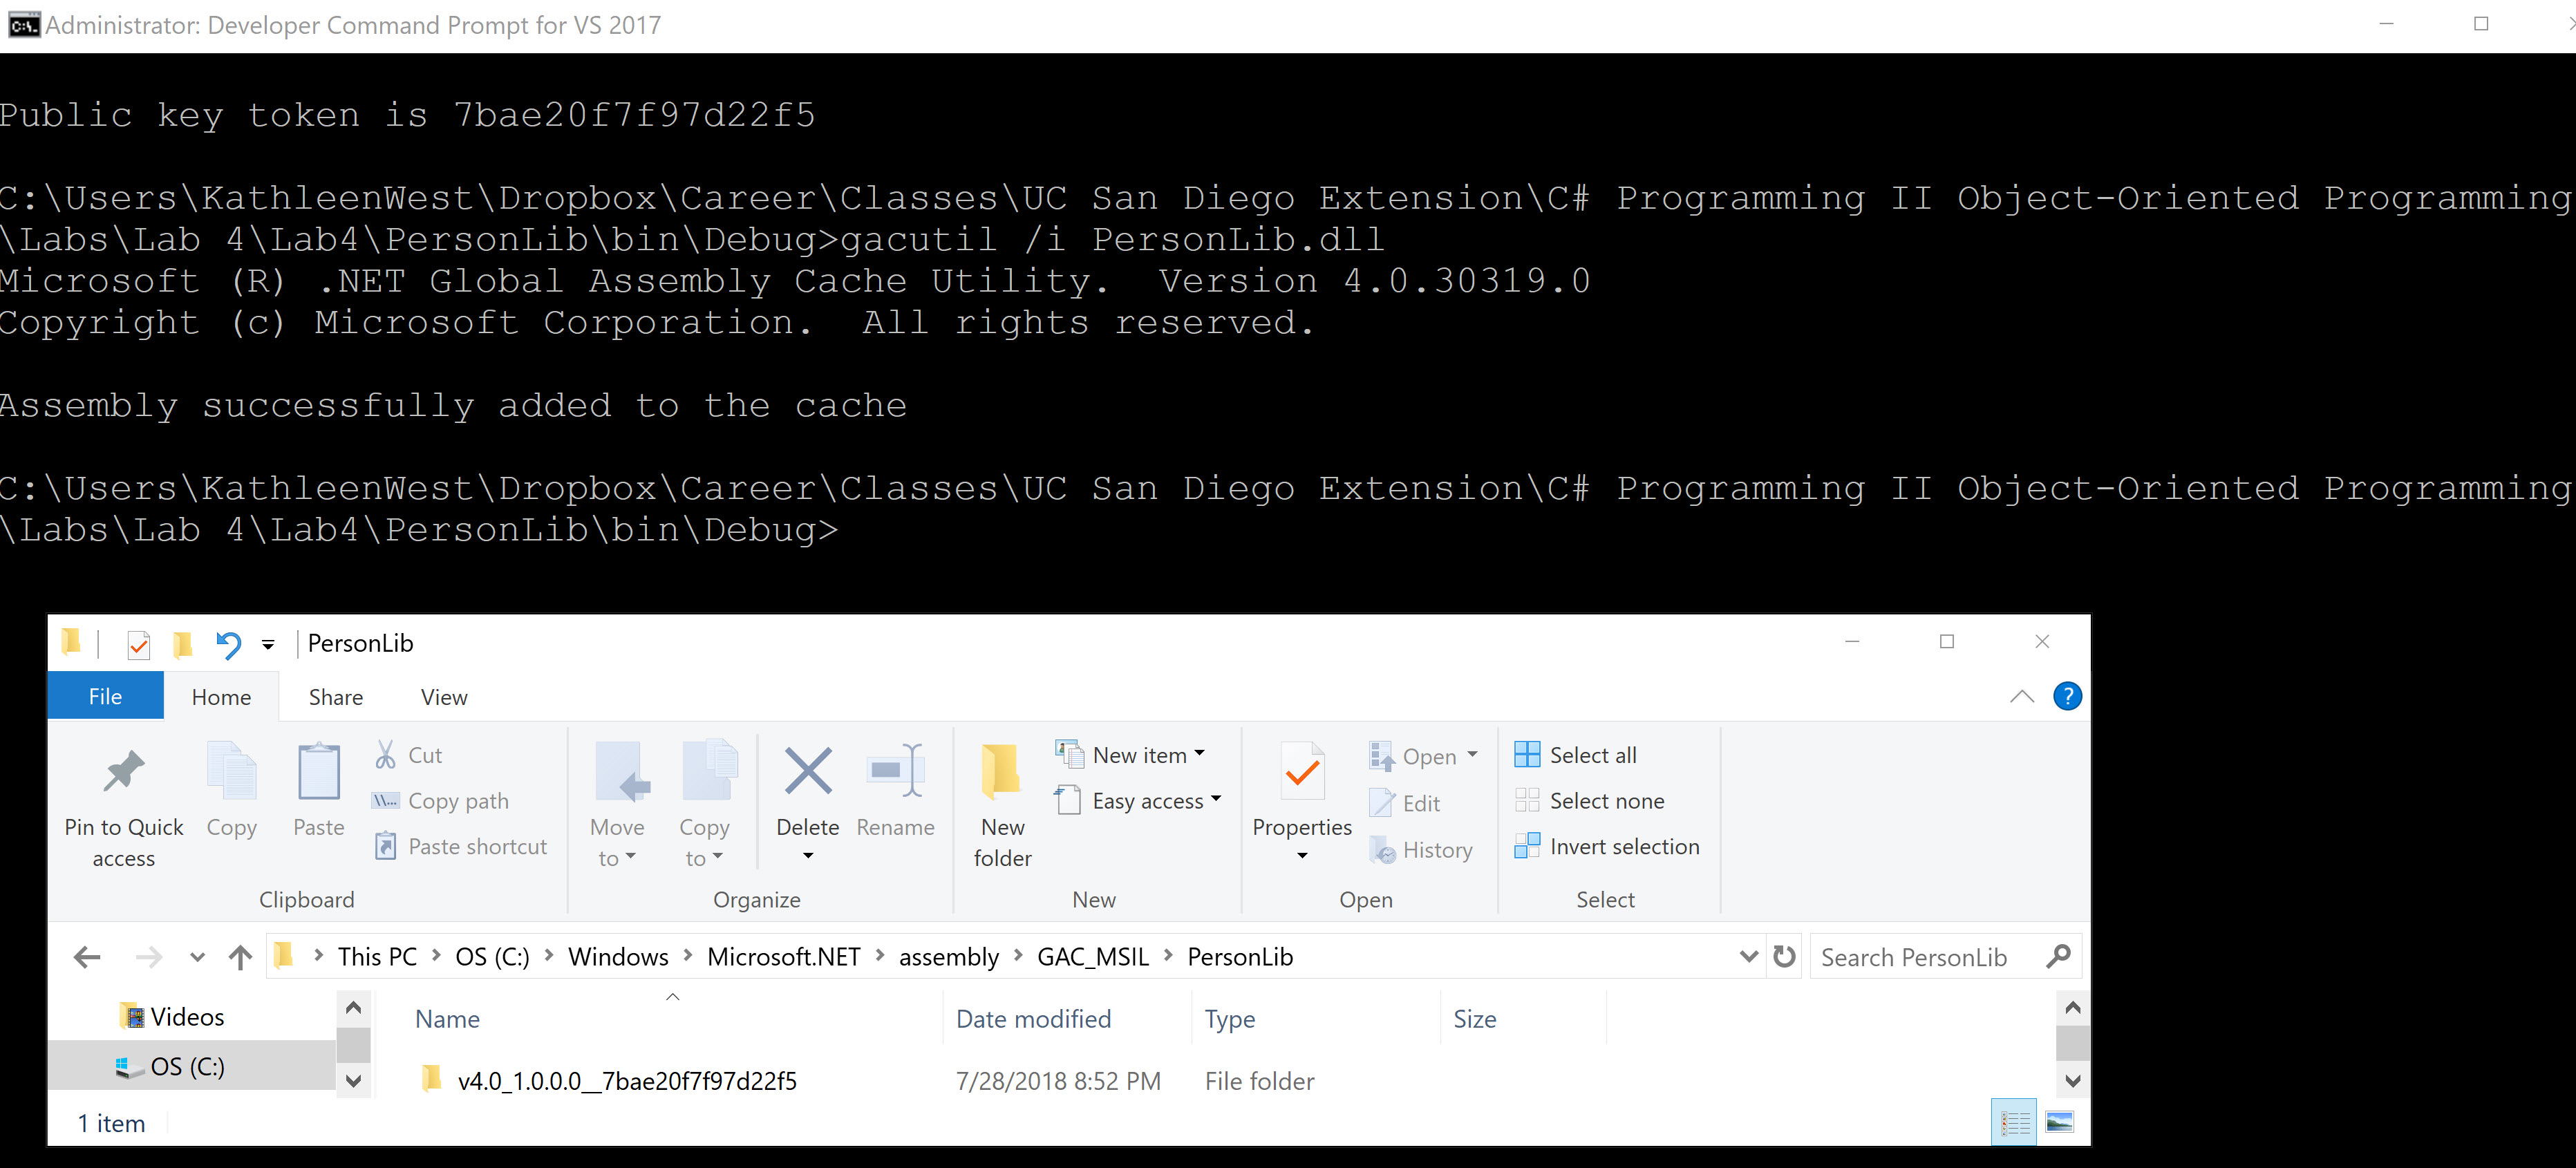 Administrator: Developer Command Prompt for VS 2017
Public key token is 7bae20f7f97d22f5
C:\Users\KathleenWest\Dropbox\Career\Classes\UC San Diego Extension\C# Programming II Object-Oriented Programming
\Labs\Lab 4\Lab4\PersonLib\bin\Debug>gacutil /i PersonLib.dll
Microsoft (R) .NET Global Assembly Cache Utility.  Version 4.0.30319.0
Copyright (c) Microsoft Corporation.  All rights reserved.
Assembly successfully added to the cache
C:\Users\KathleenWest\Dropbox\Career\Classes\UC San Diego Extension\C# Programming II Object-Oriented Programming
\Labs\Lab 4\Lab4\PersonLib\bin\Debug>
PersonLib
File Home Share View
Pin to Quick access
Copy
Paste
Cut
Copy path
Paste shortcut
Clipboard
Move to
Copy to
Delete
Rename
Organize
New folder
New item
Easy access
New
Properties
Open
Edit
History
Open
Select all
Select none
Invert selection
Select
This PC > OS (C:) > Windows > Microsoft.NET > assembly > GAC_MSIL > PersonLib
Search PersonLib
Videos
OS (C:)
Name Date modified Type Size
v4.0_1.0.0.0__7bae20f7f97d22f5 7/28/2018 8:52 PM File folder
1 item